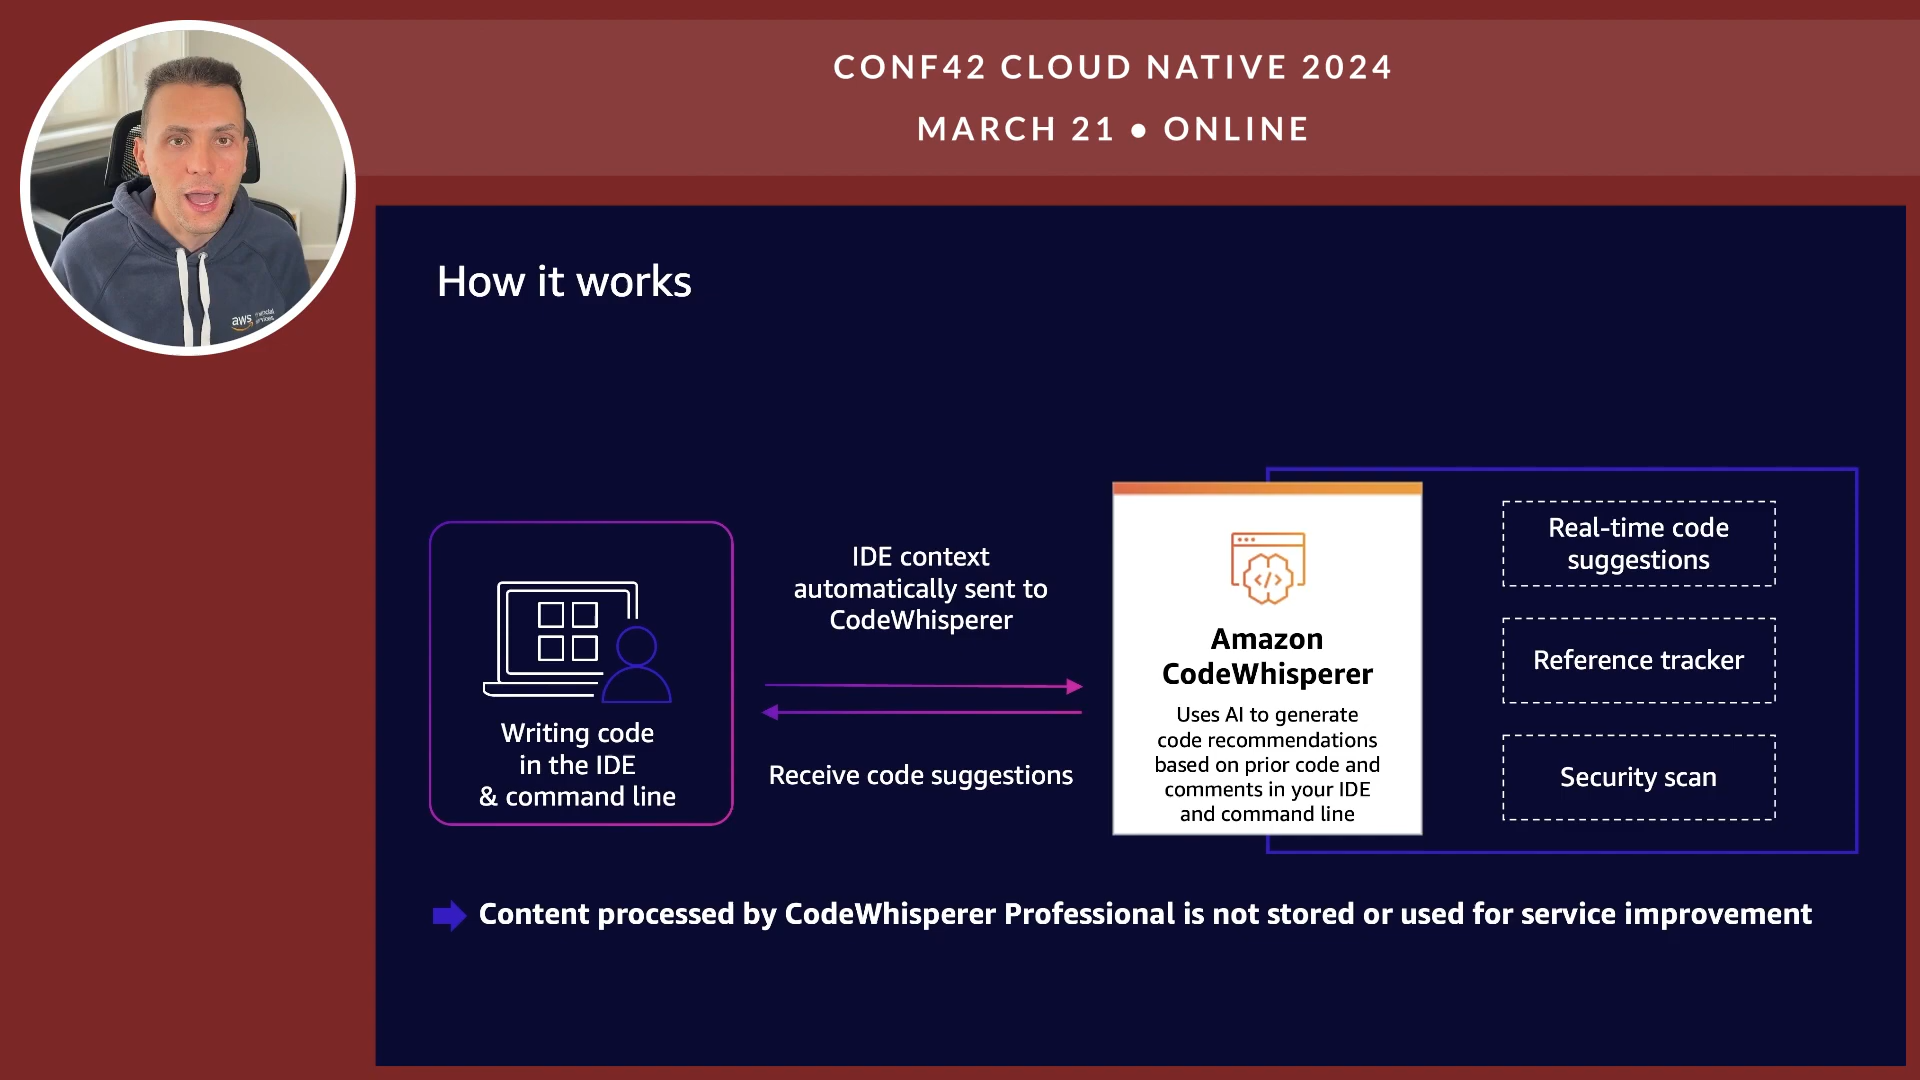 CONF42 CLOUD NATIVE 2024
MARCH 21 • ONLINE
aws
How it works
Writing code
in the IDE
& command line
IDE context
automatically sent to
CodeWhisperer
Receive code suggestions
Amazon
CodeWhisperer
Uses AI to generate
code recommendations
based on prior code and
comments in your IDE
and command line
Real-time code
suggestions
Reference tracker
Security scan
Content processed by CodeWhisperer Professional is not stored or used for service improvement